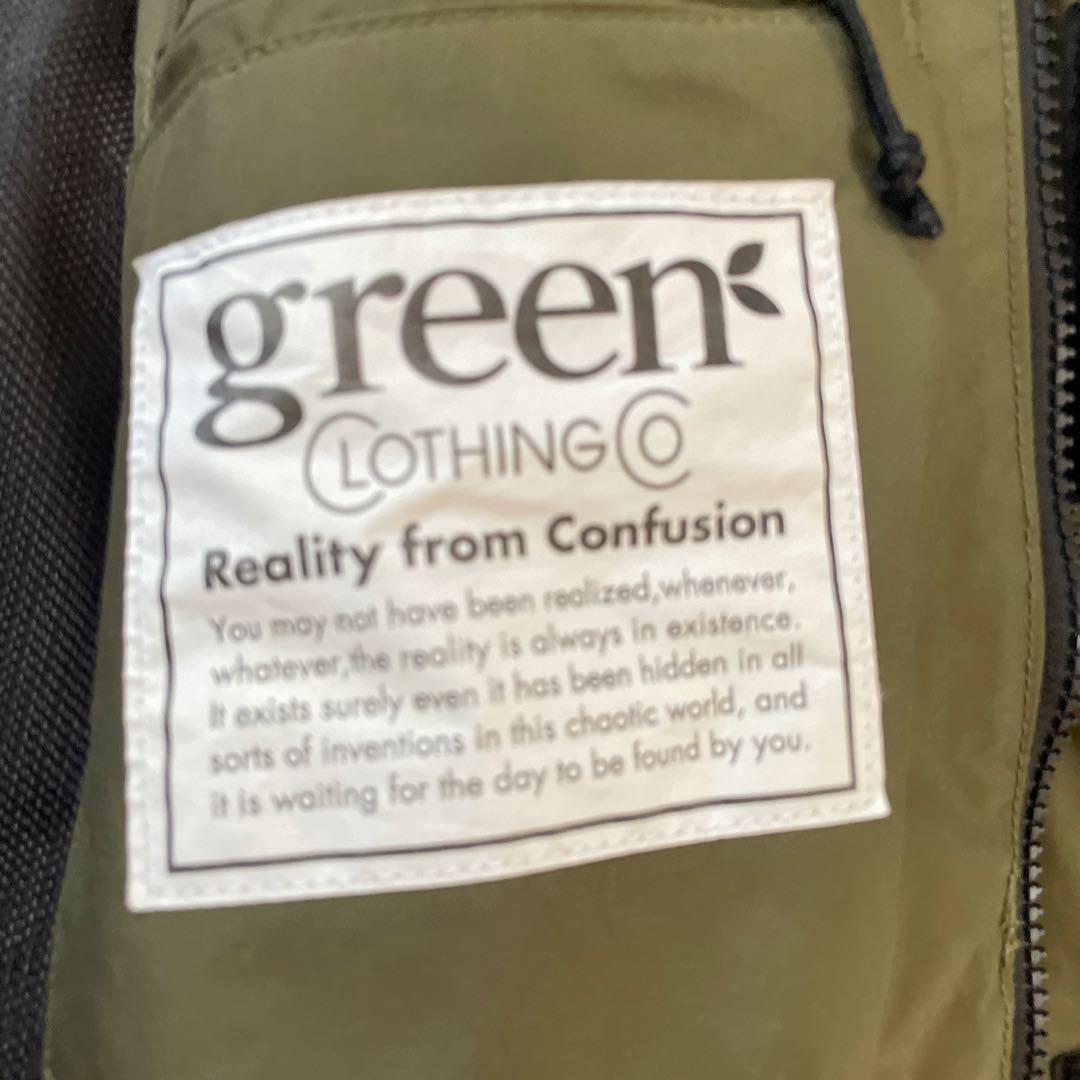 green
CLOTHING CO
Reality from Confusion
You may not have been realized,whenever,
whatever,the reality is always in existence.
It exists surely even it has been hidden in all
sorts of inventions in this chaotic world, and
it is waiting for the day to be found by you.